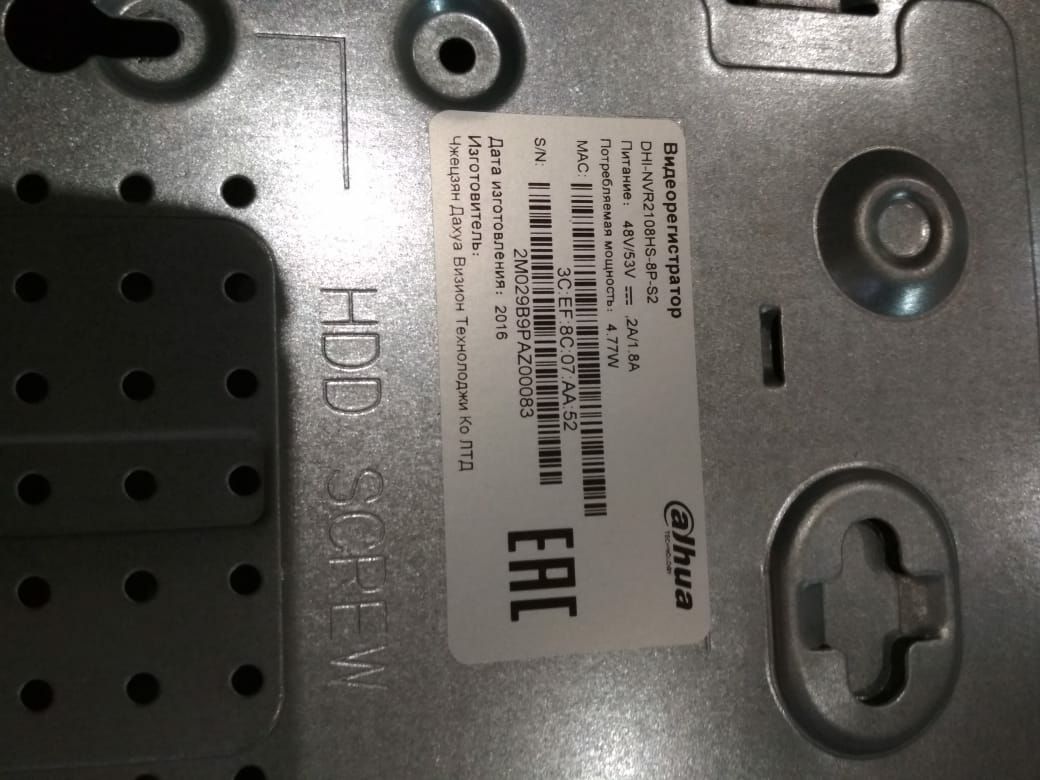 Видеорегистратор
DHI-NVR2108HS-8P-S2
Питание: 48V/53V ⎓ .2A/1.8A
Потребляемая мощность: 4.77W
MAC:
3C:EF:8C:07:AA:52
S/N:
2M029B9PAZ00083
Дата изготовления: 2016
Изготовитель:
Чжецзян Дахуа Визион Технолоджи Ко ЛТД
alhua
TECHNOLOGY
EAC
HDD SCREW